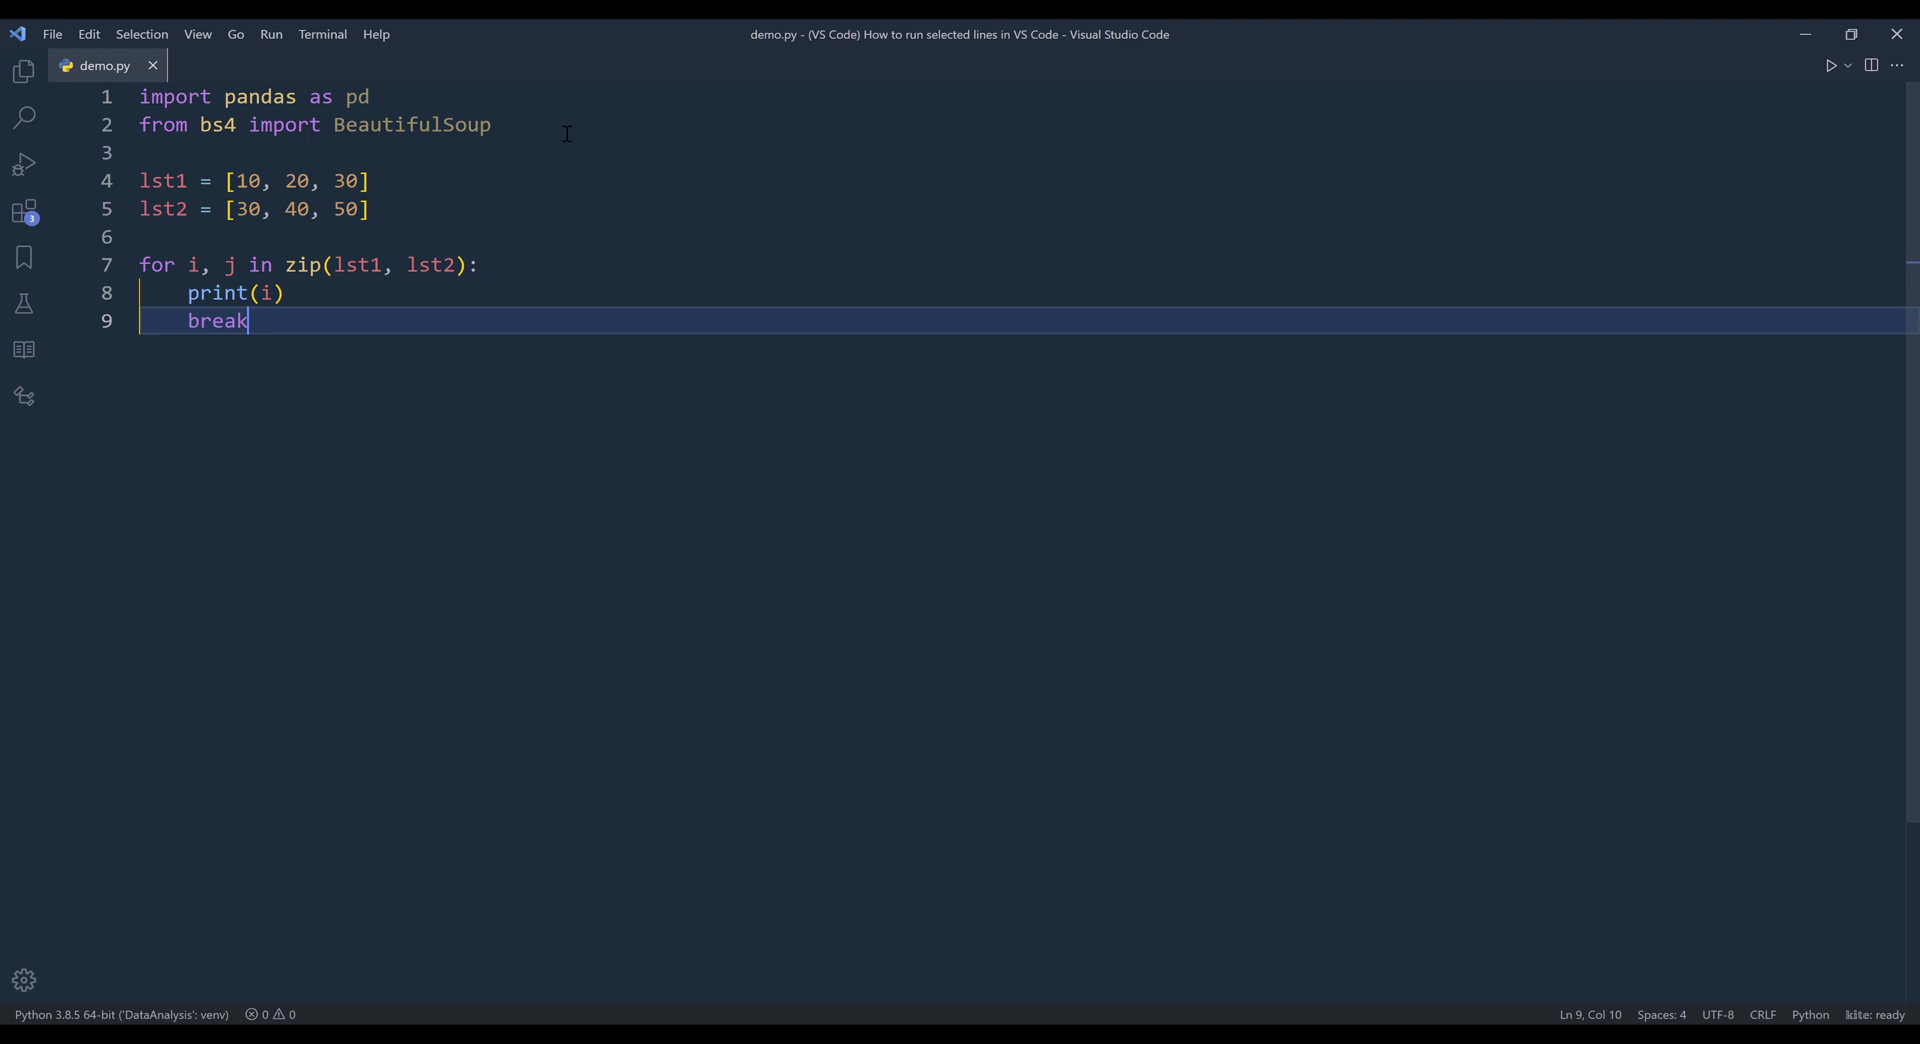 File Edit Selection View Go Run Terminal Help
demo.py - (VS Code) How to run selected lines in VS Code - Visual Studio Code
demo.py
1 import pandas as pd
2 from bs4 import BeautifulSoup
3
4 lst1 = [10, 20, 30]
5 lst2 = [30, 40, 50]
6
7 for i, j in zip(lst1, lst2):
8     print(i)
9     break
3
Python 3.8.5 64-bit ('DataAnalysis': venv) 0 0 Ln 9, Col 10 Spaces: 4 UTF-8 CRLF Python kite: ready